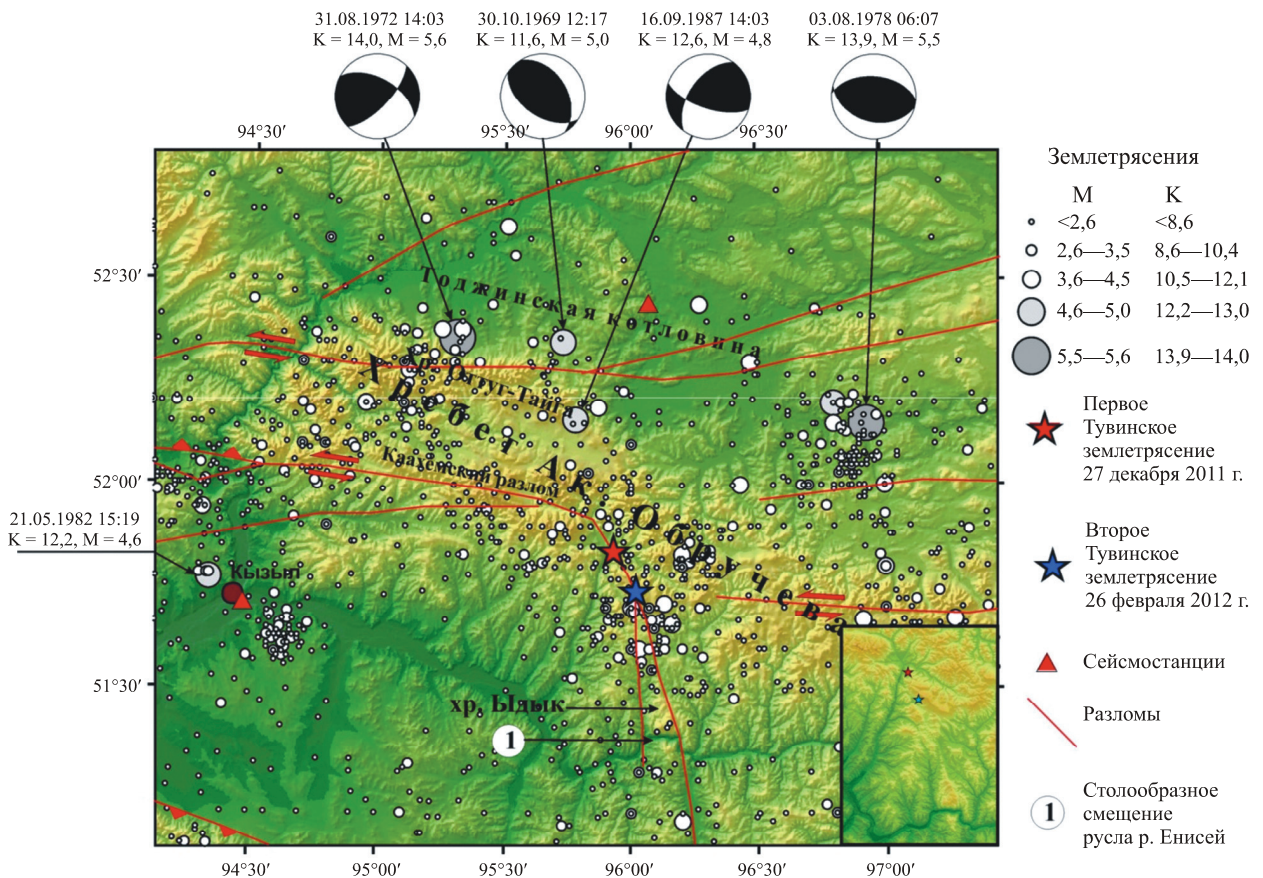 31.08.1972 14:03
K = 14,0, M = 5,6
30.10.1969 12:17
K = 11,6, M = 5,0
16.09.1987 14:03
K = 12,6, M = 4,8
03.08.1978 06:07
K = 13,9, M = 5,5
94°30′
95°30′
96°00′
96°30′
52°30′
52°00′
51°30′
21.05.1982 15:19
K = 12,2, M = 4,6
Тоджинская котловина
Хр. Оттуг-Тайга
Хребет Ак. Обручева
Каахемский разлом
Кызыл
хр. Ыдык
1
94°30′
95°00′
95°30′
96°00′
96°30′
97°00′
Землетрясения
M K
<2,6 <8,6
2,6—3,5 8,6—10,4
3,6—4,5 10,5—12,1
4,6—5,0 12,2—13,0
5,5—5,6 13,9—14,0
Первое
Тувинское
землетрясение
27 декабря 2011 г.
Второе
Тувинское
землетрясение
26 февраля 2012 г.
Сейсмостанции
Разломы
1
Столообразное
смещение
русла р. Енисей